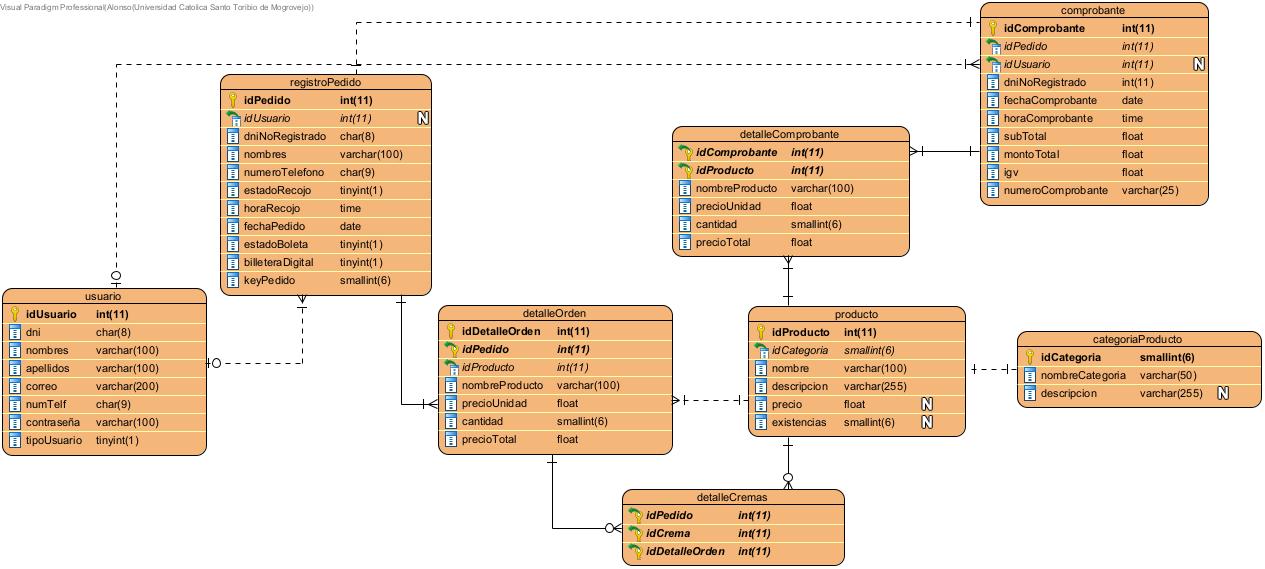 Visual Paradigm Professional(Alonso(Universidad Catolica Santo Toribio de Mogrovejo))
comprobante
idComprobante int(11)
idPedido int(11)
idUsuario int(11) N
dniNoRegistrado int(11)
fechaComprobante date
horaComprobante time
subTotal float
montoTotal float
igv float
numeroComprobante varchar(25)
registroPedido
idPedido int(11)
idUsuario int(11) N
dniNoRegistrado char(8)
nombres varchar(100)
numeroTelefono char(9)
estadoRecojo tinyint(1)
horaRecojo time
fechaPedido date
estadoBoleta tinyint(1)
billeteraDigital tinyint(1)
keyPedido smallint(6)
detalleComprobante
idComprobante int(11)
idProducto int(11)
nombreProducto varchar(100)
precioUnidad float
cantidad smallint(6)
precioTotal float
usuario
idUsuario int(11)
dni char(8)
nombres varchar(100)
apellidos varchar(100)
correo varchar(200)
numTelf char(9)
contraseña varchar(100)
tipoUsuario tinyint(1)
detalleOrden
idDetalleOrden int(11)
idPedido int(11)
idProducto int(11)
nombreProducto varchar(100)
precioUnidad float
cantidad smallint(6)
precioTotal float
producto
idProducto int(11)
idCategoria smallint(6)
nombre varchar(100)
descripcion varchar(255)
precio float N
existencias smallint(6) N
categoriaProducto
idCategoria smallint(6)
nombreCategoria varchar(50)
descripcion varchar(255) N
detalleCremas
idPedido int(11)
idCrema int(11)
idDetalleOrden int(11)